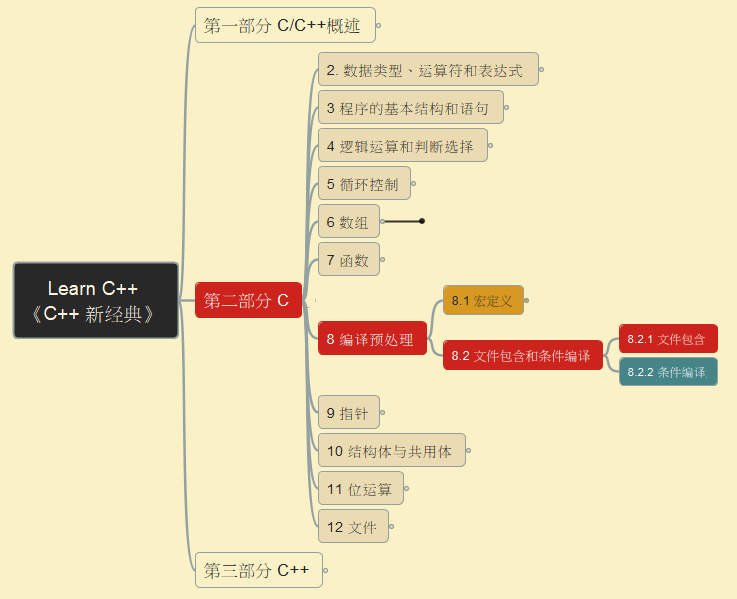 Learn C++
《C++ 新经典》
第一部分 C/C++概述
第二部分 C
2. 数据类型、运算符和表达式
3 程序的基本结构和语句
4 逻辑运算和判断选择
5 循环控制
6 数组
7 函数
8 编译预处理
8.1 宏定义
8.2 文件包含和条件编译
8.2.1 文件包含
8.2.2 条件编译
9 指针
10 结构体与共用体
11 位运算
12 文件
第三部分 C++